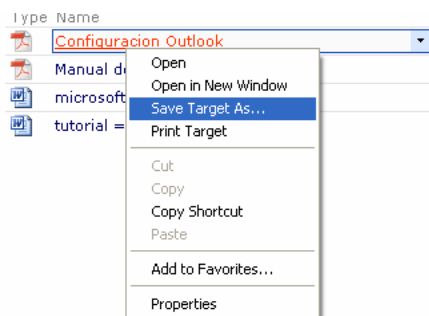 Type Name
Configuracion Outlook
Manual d
microsoft
tutorial =
Open
Open in New Window
Save Target As...
Print Target
Cut
Copy
Copy Shortcut
Paste
Add to Favorites...
Properties